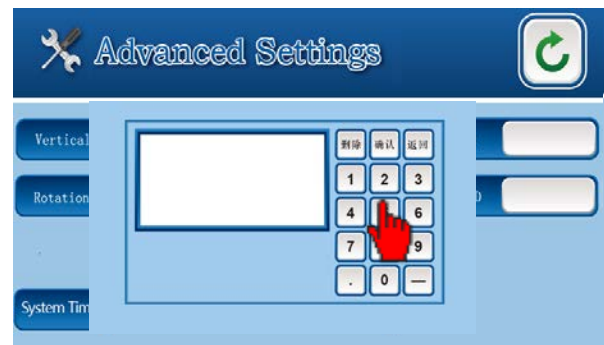 Advanced Settings
Vertical
删除 确认 返回
1 2 3
Rotation
4 6
7 9
. 0 —
System Tim